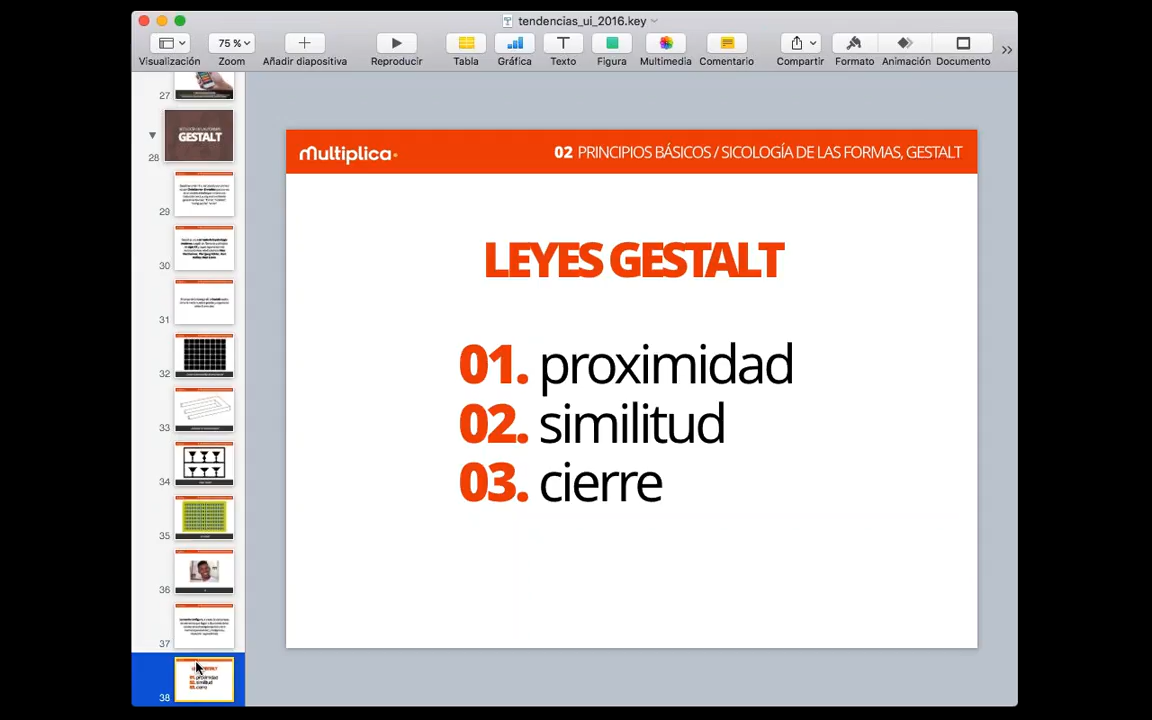 tendencias_ui_2016.key
75 %
Visualización
Zoom
Añadir diapositiva
Reproducir
Tabla
Gráfica
Texto
Figura
Multimedia
Comentario
Compartir
Formato
Animación
Documento
27
GESTALT
28
29
30
31
32
33
34
35
36
37
38
multiplica
02 PRINCIPIOS BÁSICOS / SICOLOGÍA DE LAS FORMAS, GESTALT
LEYES GESTALT
01. proximidad
02. similitud
03. cierre